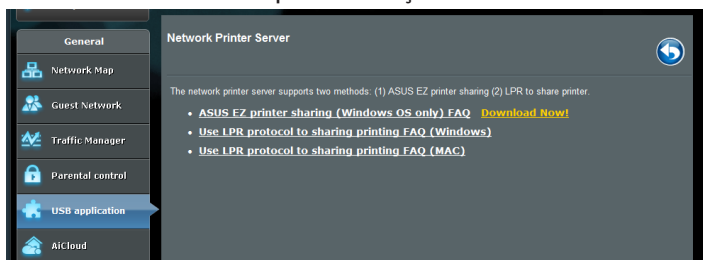 General
Network Map
Guest Network
Traffic Manager
Parental control
USB application
AiCloud
Network Printer Server
The network printer server supports two methods: (1) ASUS EZ printer sharing (2) LPR to share printer.
ASUS EZ printer sharing (Windows OS only) FAQ Download Now!
Use LPR protocol to sharing printing FAQ (Windows)
Use LPR protocol to sharing printing FAQ (MAC)